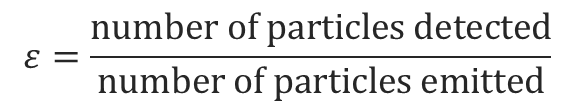 ε = number of particles detected
number of particles emitted